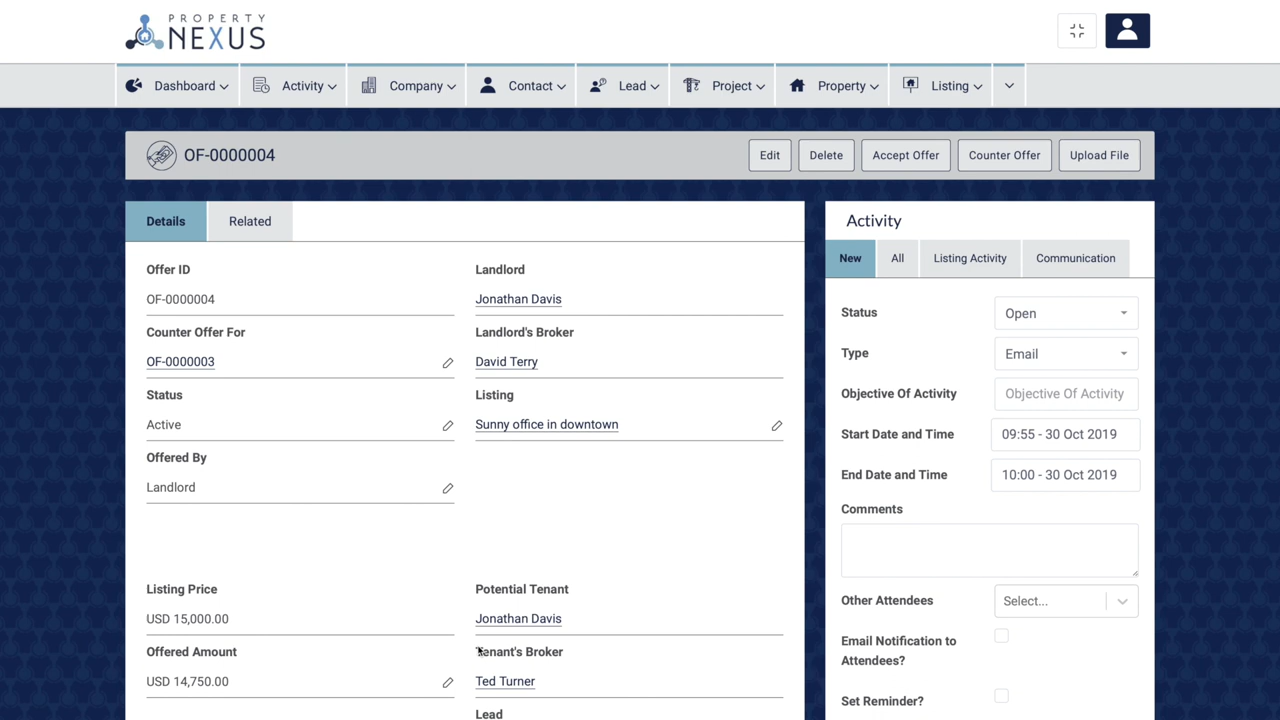 PROPERTY
NEXUS
Dashboard
Activity
Company
Contact
Lead
Project
Property
Listing
OF-0000004
Edit
Delete
Accept Offer
Counter Offer
Upload File
Details
Related
Offer ID
OF-0000004
Counter Offer For
OF-0000003
Status
Active
Offered By
Landlord
Landlord
Jonathan Davis
Landlord's Broker
David Terry
Listing
Sunny office in downtown
Listing Price
USD 15,000.00
Offered Amount
USD 14,750.00
Potential Tenant
Jonathan Davis
Tenant's Broker
Ted Turner
Lead
Activity
New
All
Listing Activity
Communication
Status
Open
Type
Email
Objective Of Activity
Objective Of Activity
Start Date and Time
09:55 - 30 Oct 2019
End Date and Time
10:00 - 30 Oct 2019
Comments
Other Attendees
Select...
Email Notification to
Attendees?
Set Reminder?